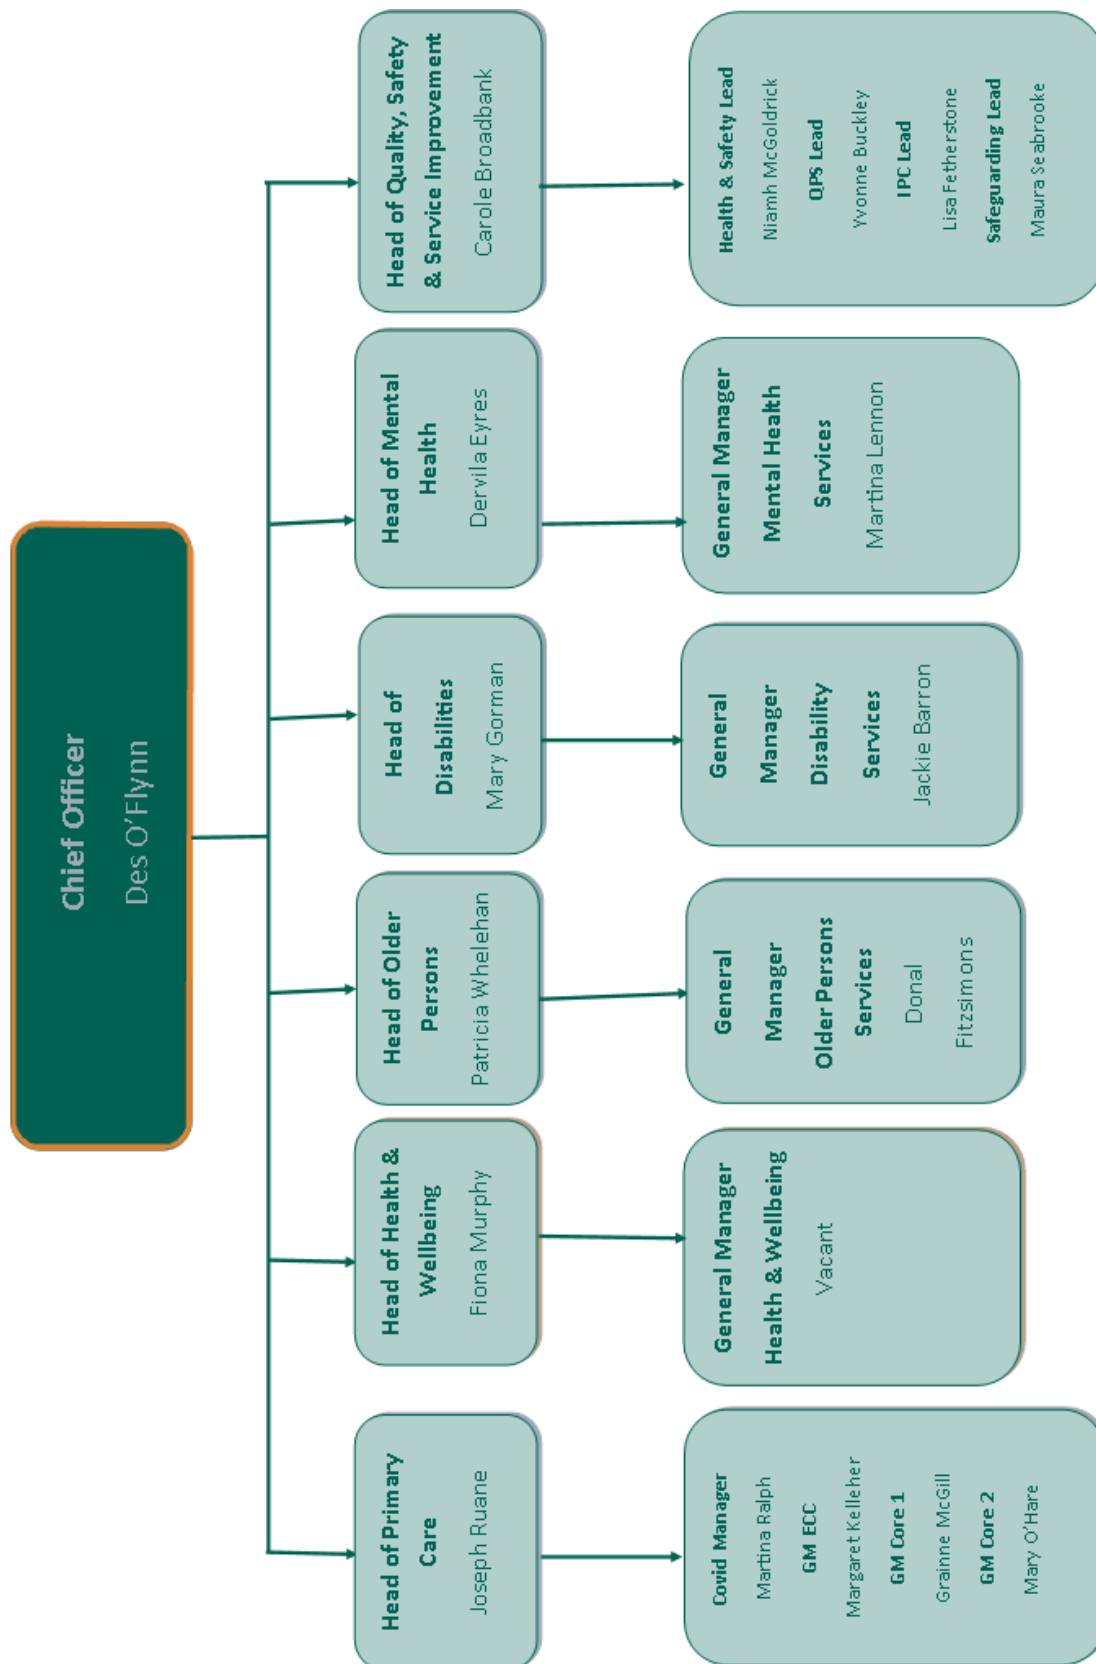 Chief Officer
Des O'Flynn
Head of Primary
Care
Joseph Ruane
Head of Health &
Wellbeing
Fiona Murphy
Head of Older
Persons
Patricia Whelehan
Head of
Disabilities
Mary Gorman
Head of Mental
Health
Dervila Eyres
Head of Quality, Safety
& Service Improvement
Carole Broadbank
Covid Manager
Martina Ralph
GM ECC
Margaret Kelleher
GM Core 1
Grainne McGill
GM Core 2
Mary O'Hare
General Manager
Health & Wellbeing
Vacant
General
Manager
Older Persons
Services
Donal
Fitzsimons
General
Manager
Disability
Services
Jackie Barron
General Manager
Mental Health
Services
Martina Lennon
Health & Safety Lead
Niamh McGoldrick
QPS Lead
Yvonne Buckley
IPC Lead
Lisa Fetherstone
Safeguarding Lead
Maura Seabrooke